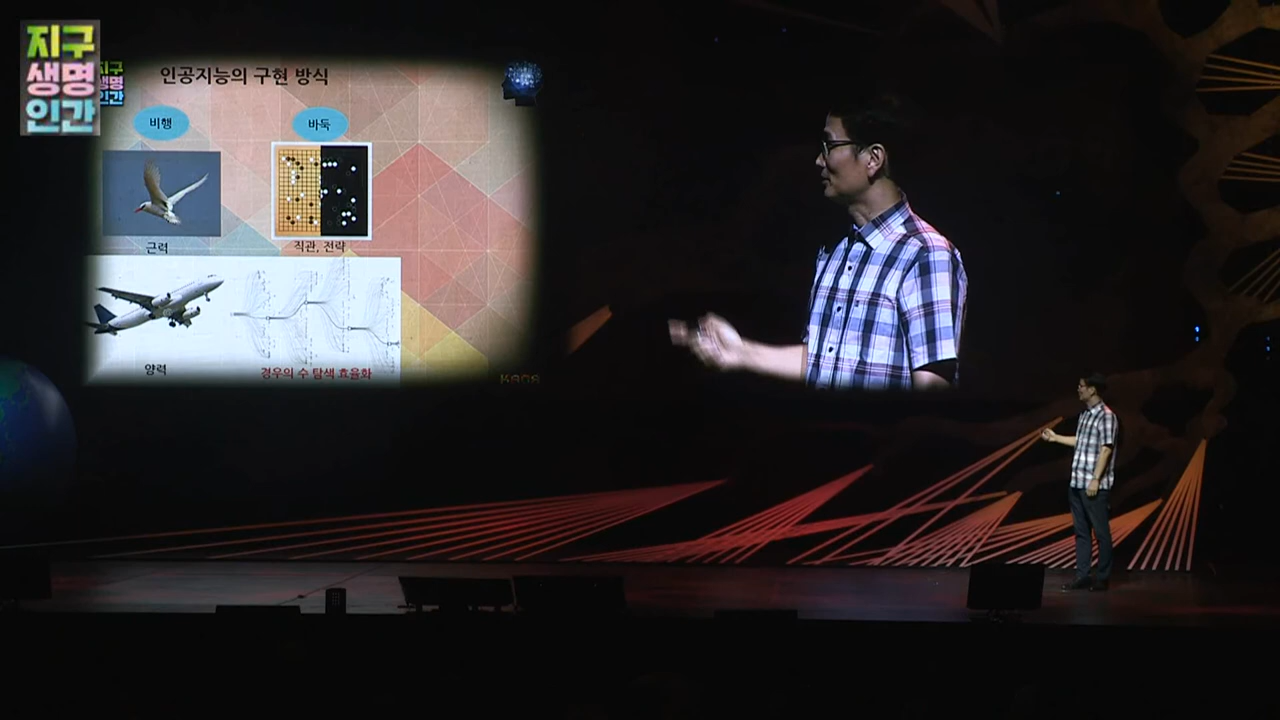 지구
생명
인간
지구
생명
인간
인공지능의 구현 방식
비행
바둑
근력
직관, 전략
양력
경우의 수 탐색 효율화
KAOS